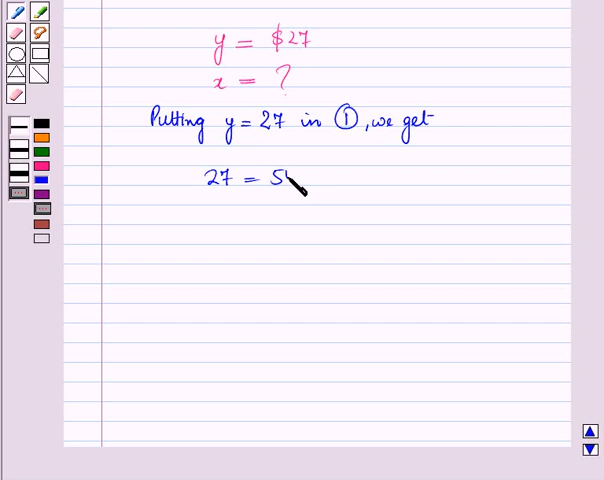 y = $27
x = ?
Putting y = 27 in ①, we get
27 = 5